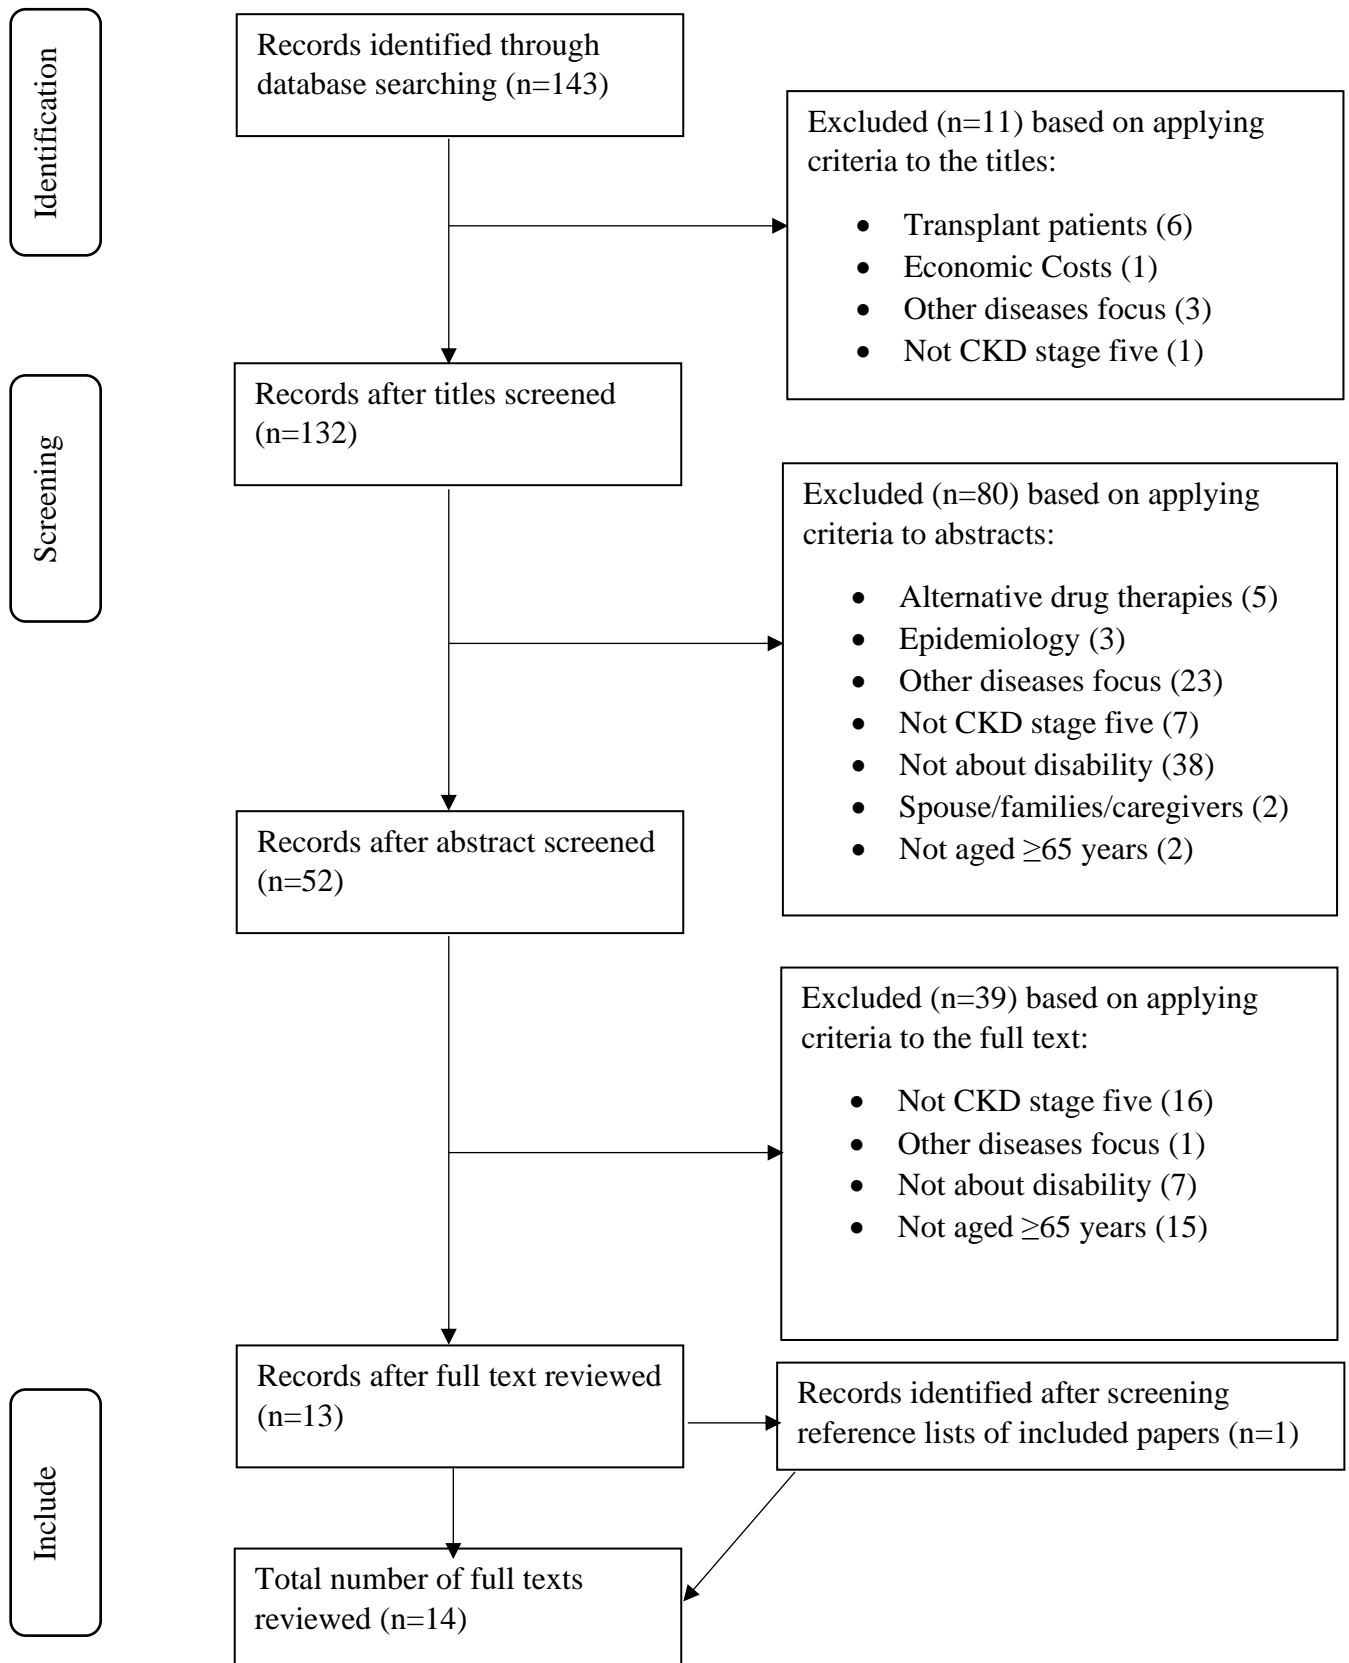 Identification
Records identified through
database searching (n=143)
Excluded (n=11) based on applying
criteria to the titles:
• Transplant patients (6)
• Economic Costs (1)
• Other diseases focus (3)
• Not CKD stage five (1)
Screening
Records after titles screened
(n=132)
Excluded (n=80) based on applying
criteria to abstracts:
• Alternative drug therapies (5)
• Epidemiology (3)
• Other diseases focus (23)
• Not CKD stage five (7)
• Not about disability (38)
• Spouse/families/caregivers (2)
• Not aged ≥65 years (2)
Records after abstract screened
(n=52)
Excluded (n=39) based on applying
criteria to the full text:
• Not CKD stage five (16)
• Other diseases focus (1)
• Not about disability (7)
• Not aged ≥65 years (15)
Include
Records after full text reviewed
(n=13)
Records identified after screening
reference lists of included papers (n=1)
Total number of full texts
reviewed (n=14)